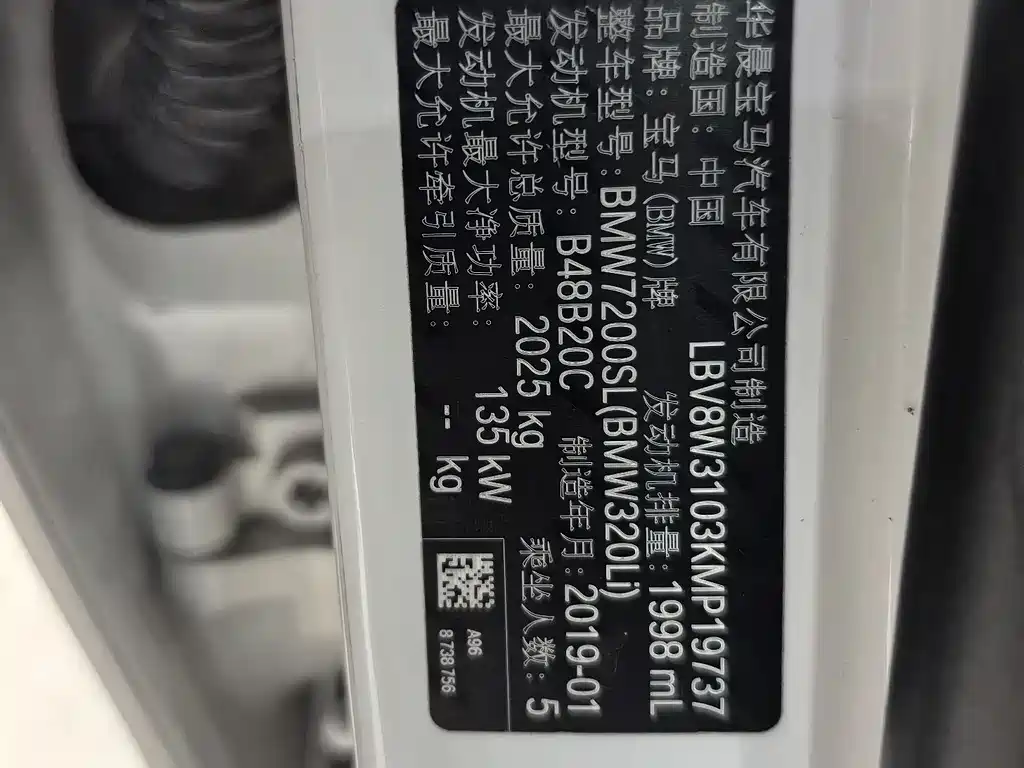 华晨宝马汽车有限公司制造
制造国：中国 LBV8W3103KMP19737
品牌：宝马(BMW)牌 发动机排量：1998 mL
整车型号：BMW7200SL(BMW320Li)
发动机型号：B48B20C 制造年月：2019-01
最大允许总质量：2025 kg 乘坐人数：5
发动机最大净功率：135 kW
最大允许牵引质量：-- kg
A96
8738756